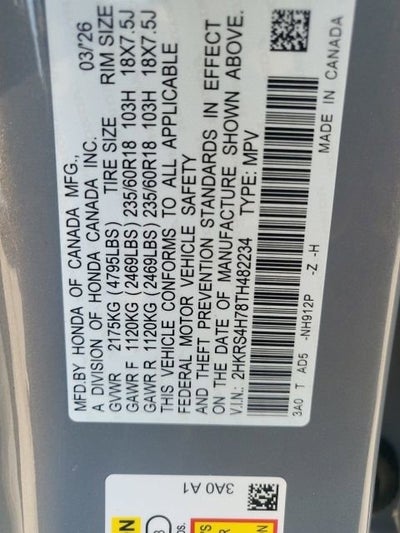 MFD.BY HONDA OF CANADA MFG., 03/'26
A DIVISION OF HONDA CANADA INC.
GVWR 2175KG (4795LBS) TIRE SIZE RIM SIZE
GAWR F 1120KG (2469LBS) 235/60R18 103H 18X7.5J
GAWR R 1120KG (2469LBS) 235/60R18 103H 18X7.5J
THIS VEHICLE CONFORMS TO ALL APPLICABLE
FEDERAL MOTOR VEHICLE SAFETY
AND THEFT PREVENTION STANDARDS IN EFFECT
ON THE DATE OF MANUFACTURE SHOWN ABOVE.
V.I.N.: 2HKRS4H78TH482234 TYPE: MPV
3A0 T AD5 -NH912P -Z -H
MADE IN CANADA
3A0 A1